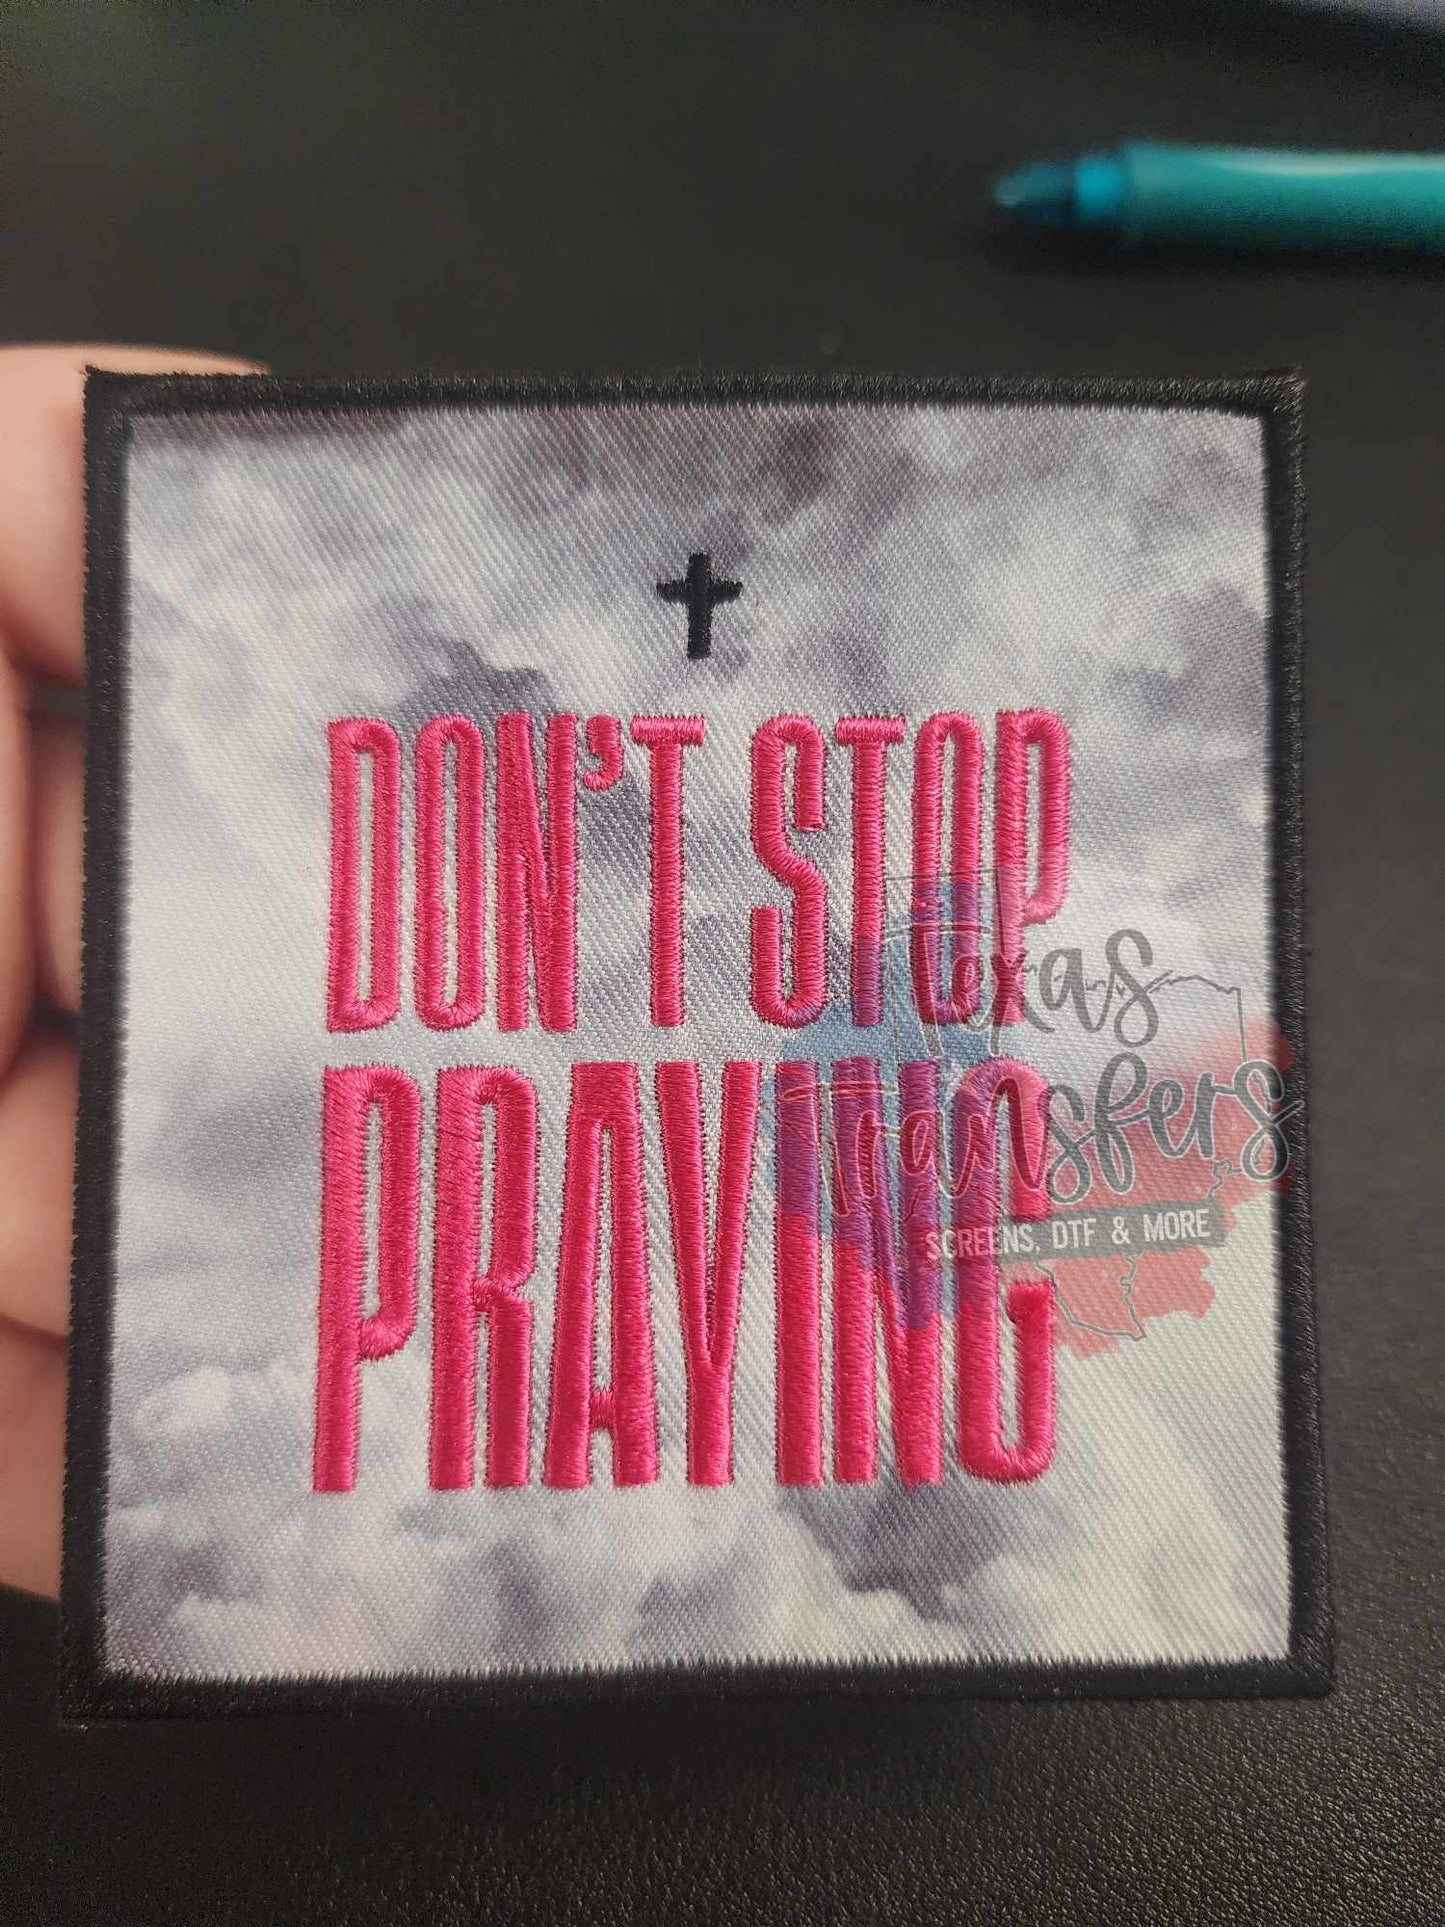 DON'T STOP
PRAYING
Texas
Transfers
SCREENS, DTF & MORE